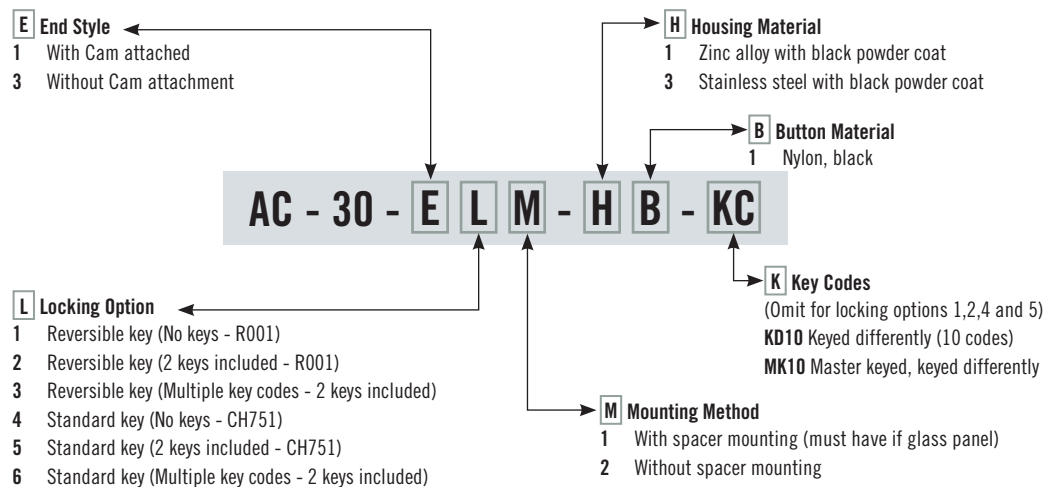 E End Style
1 With Cam attached
3 Without Cam attachment
H Housing Material
1 Zinc alloy with black powder coat
3 Stainless steel with black powder coat
B Button Material
1 Nylon, black
AC - 30 - E L M - H B - KC
L Locking Option
1 Reversible key (No keys - R001)
2 Reversible key (2 keys included - R001)
3 Reversible key (Multiple key codes - 2 keys included)
4 Standard key (No keys - CH751)
5 Standard key (2 keys included - CH751)
6 Standard key (Multiple key codes - 2 keys included)
K Key Codes
(Omit for locking options 1,2,4 and 5)
KD10 Keyed differently (10 codes)
MK10 Master keyed, keyed differently
M Mounting Method
1 With spacer mounting (must have if glass panel)
2 Without spacer mounting